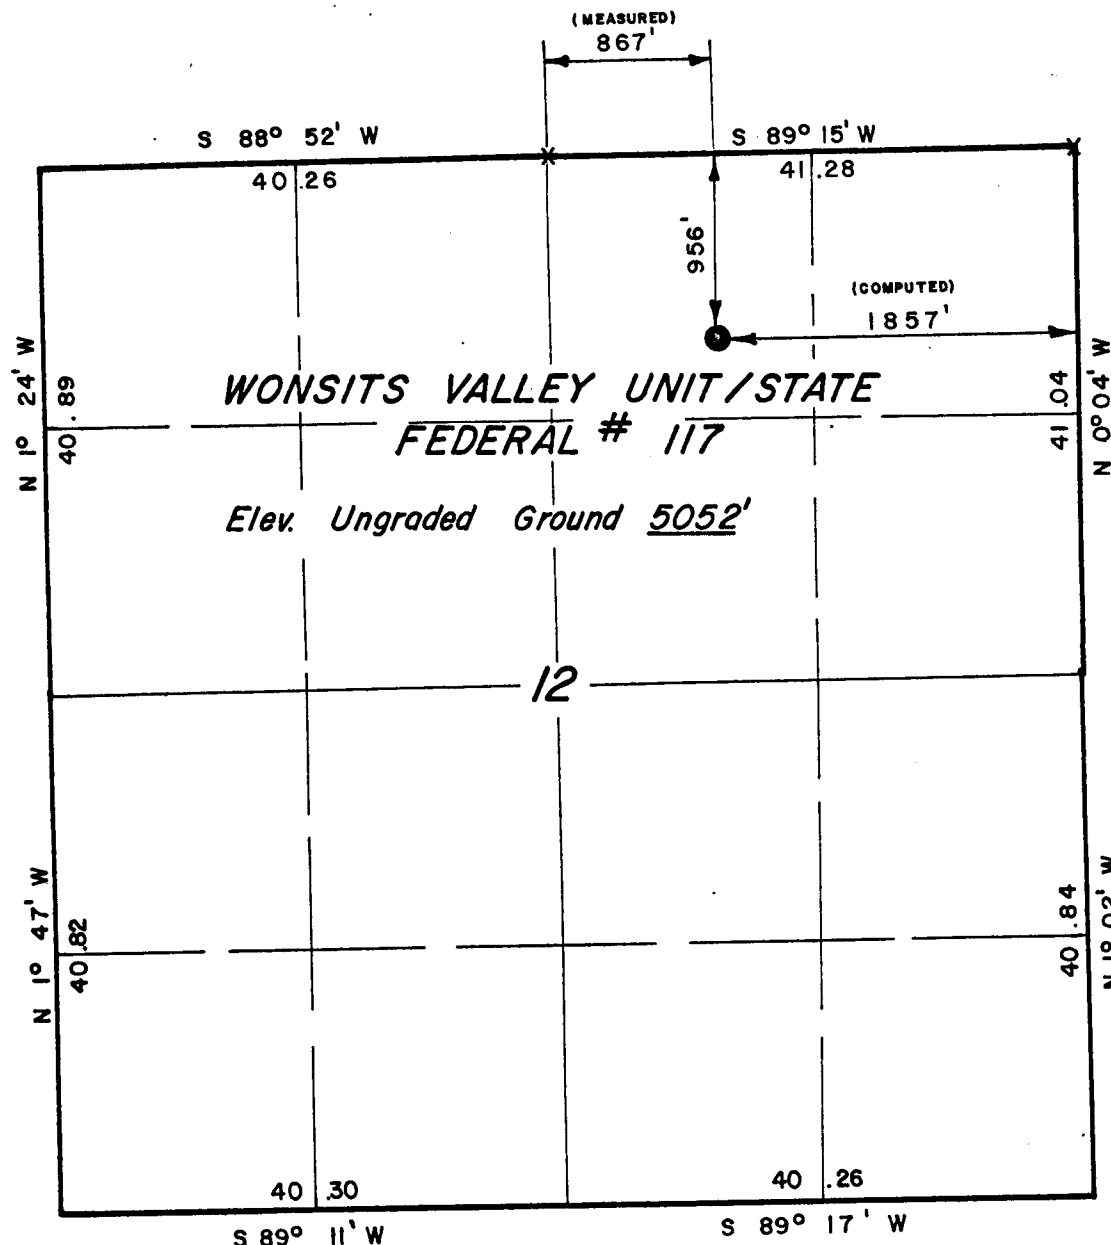 (MEASURED)
867'
S 88° 52' W
S 89° 15' W
40.26
41.28
956'
(COMPUTED)
1857'
N 1° 24' W
40.89
41.04
N 0° 04' W
WONSITS VALLEY UNIT/STATE
FEDERAL # 117
Elev. Ungraded Ground 5052'
12
N 1° 47' W
40.82
40.84
N 1° 02' W
40.30
40.26
S 89° 11' W
S 89° 17' W